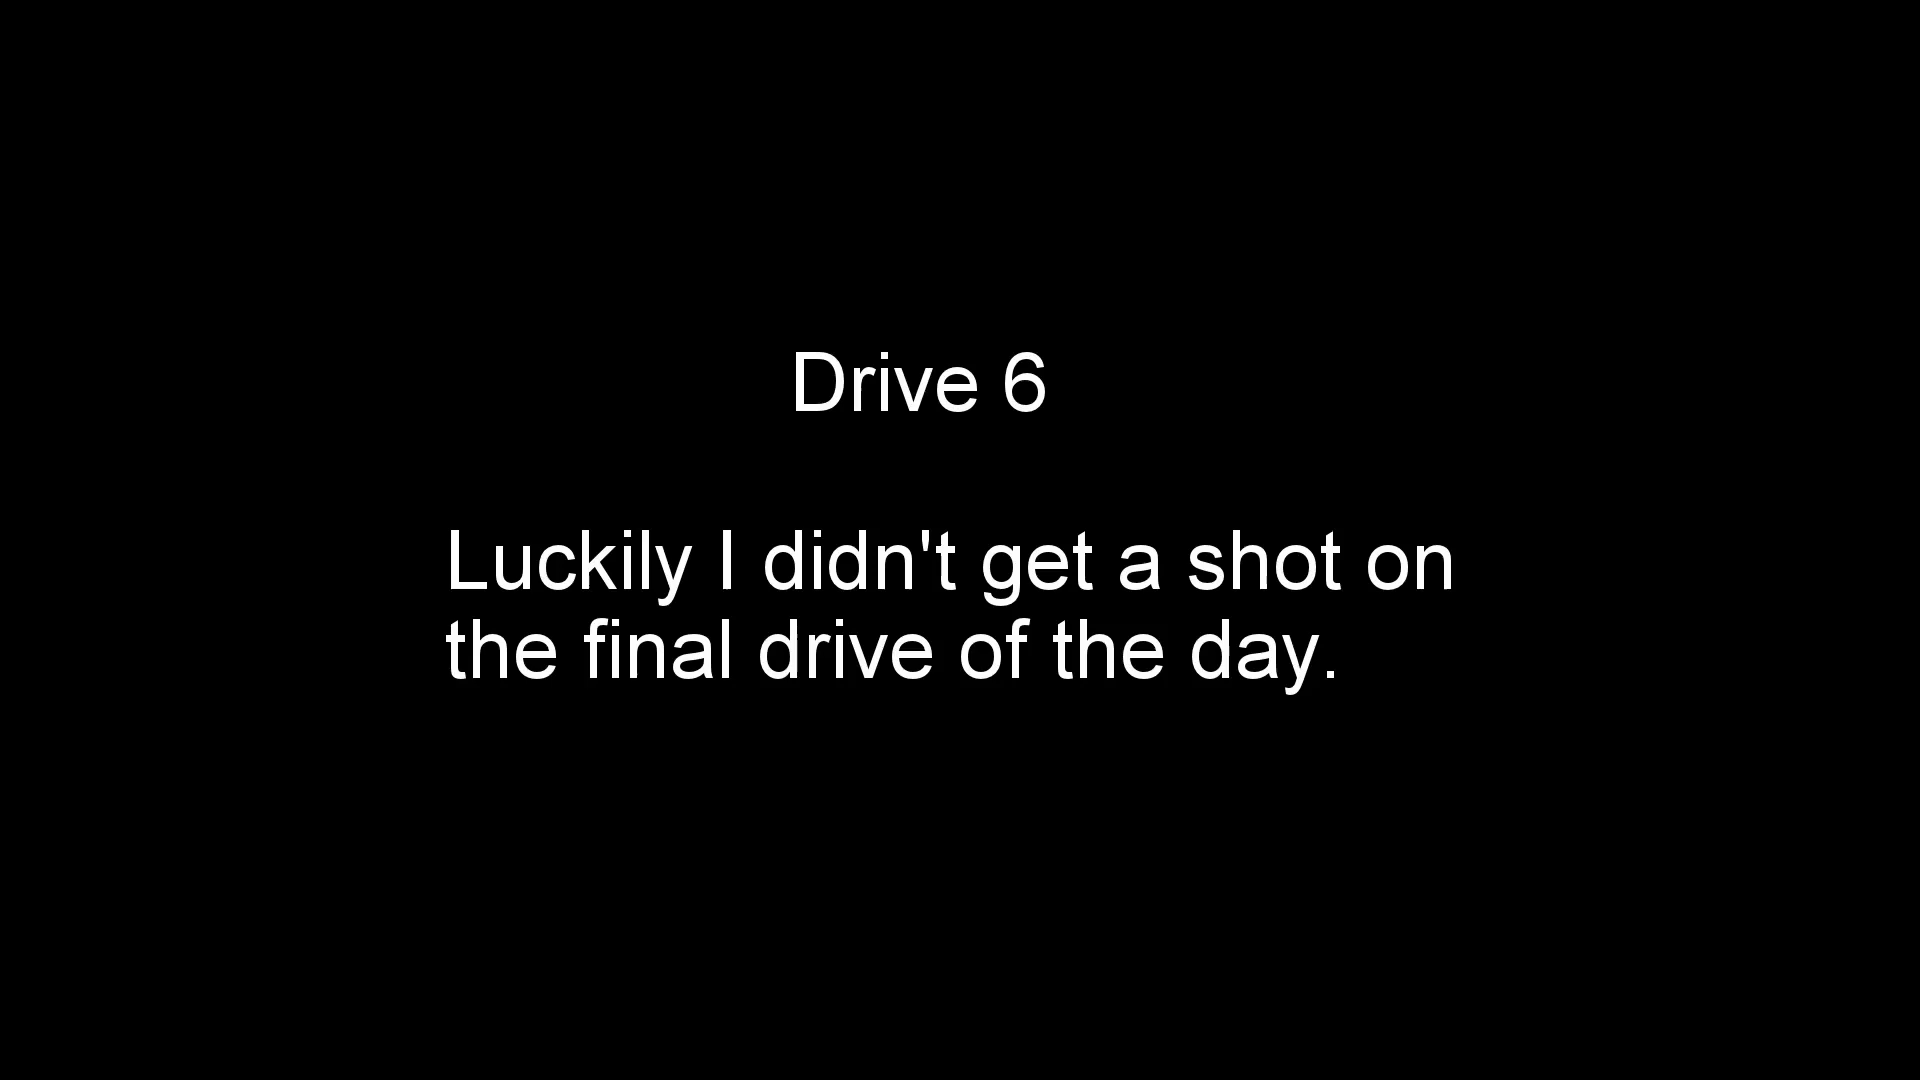 Drive 6
Luckily I didn't get a shot on
the final drive of the day.